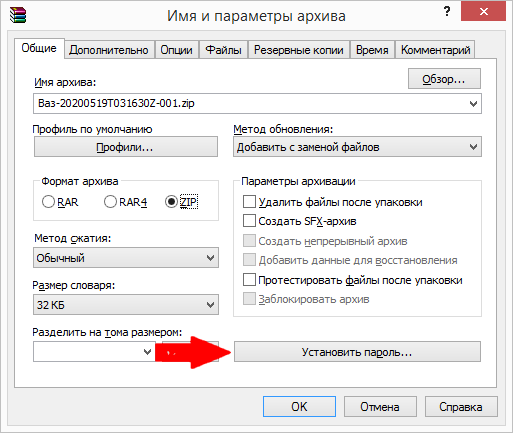 Имя и параметры архива
?
Общие Дополнительно Опции Файлы Резервные копии Время Комментарий
Имя архива:
Обзор...
Ваз-20200519T031630Z-001.zip
Профиль по умолчанию
Метод обновления:
Профили...
Добавить с заменой файлов
Формат архива
RAR RAR4 ZIP
Метод сжатия:
Обычный
Размер словаря:
32 КБ
Разделить на тома размером:
Параметры архивации
Удалить файлы после упаковки
Создать SFX-архив
Создать непрерывный архив
Добавить данные для восстановления
Протестировать файлы после упаковки
Заблокировать архив
Установить пароль...
OK Отмена Справка